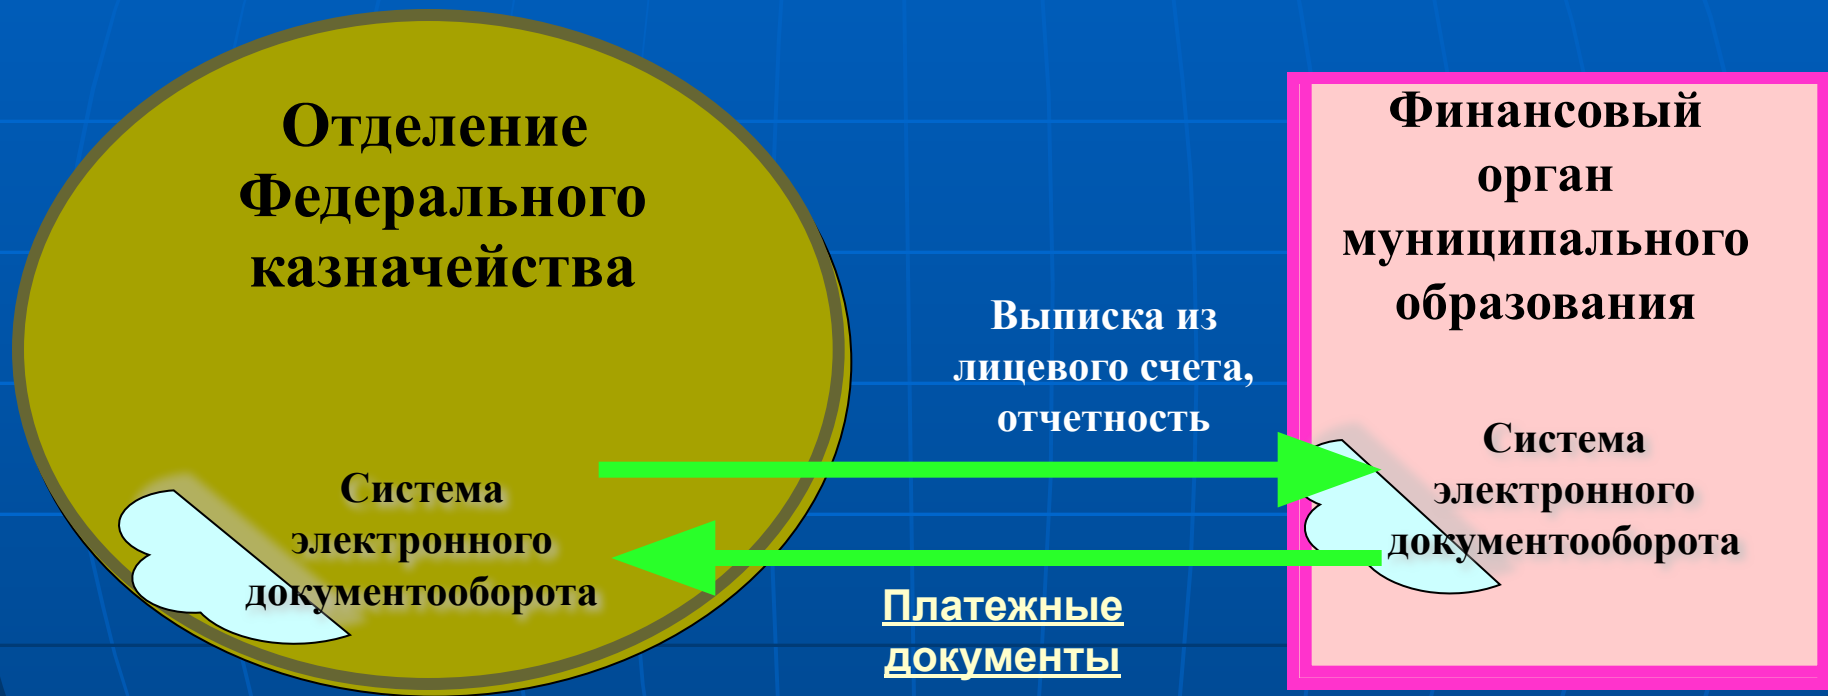 Отделение
Федерального
казначейства
Система
электронного
документооборота
Выписка из
лицевого счета,
отчетность
Платежные
документы
Финансовый
орган
муниципального
образования
Система
электронного
документооборота